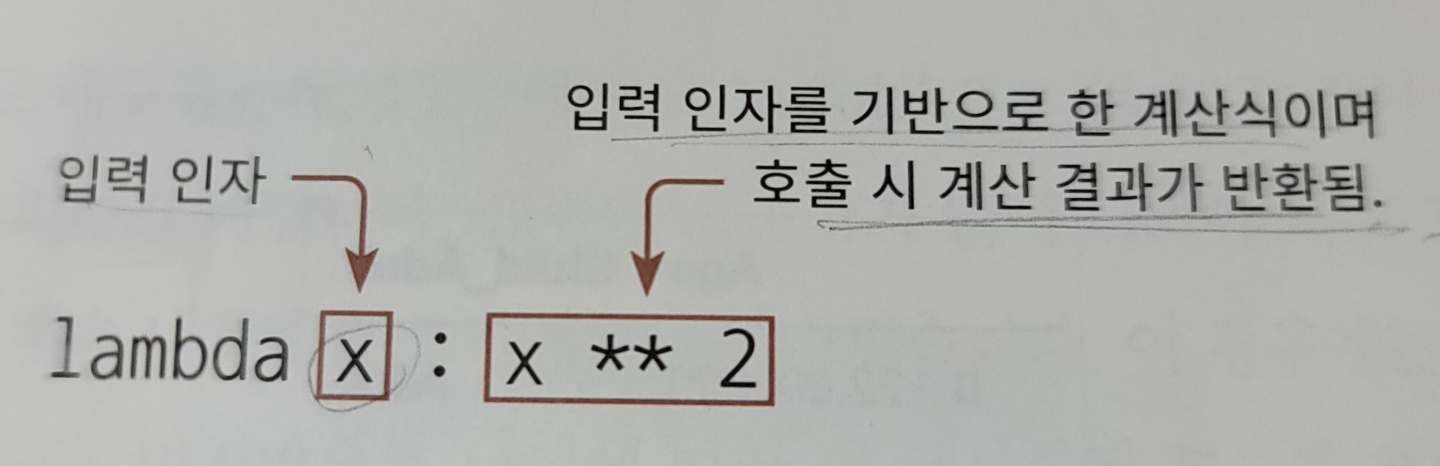 입력 인자를 기반으로 한 계산식이며
입력 인자
호출 시 계산 결과가 반환됨.
lambda x : x ** 2